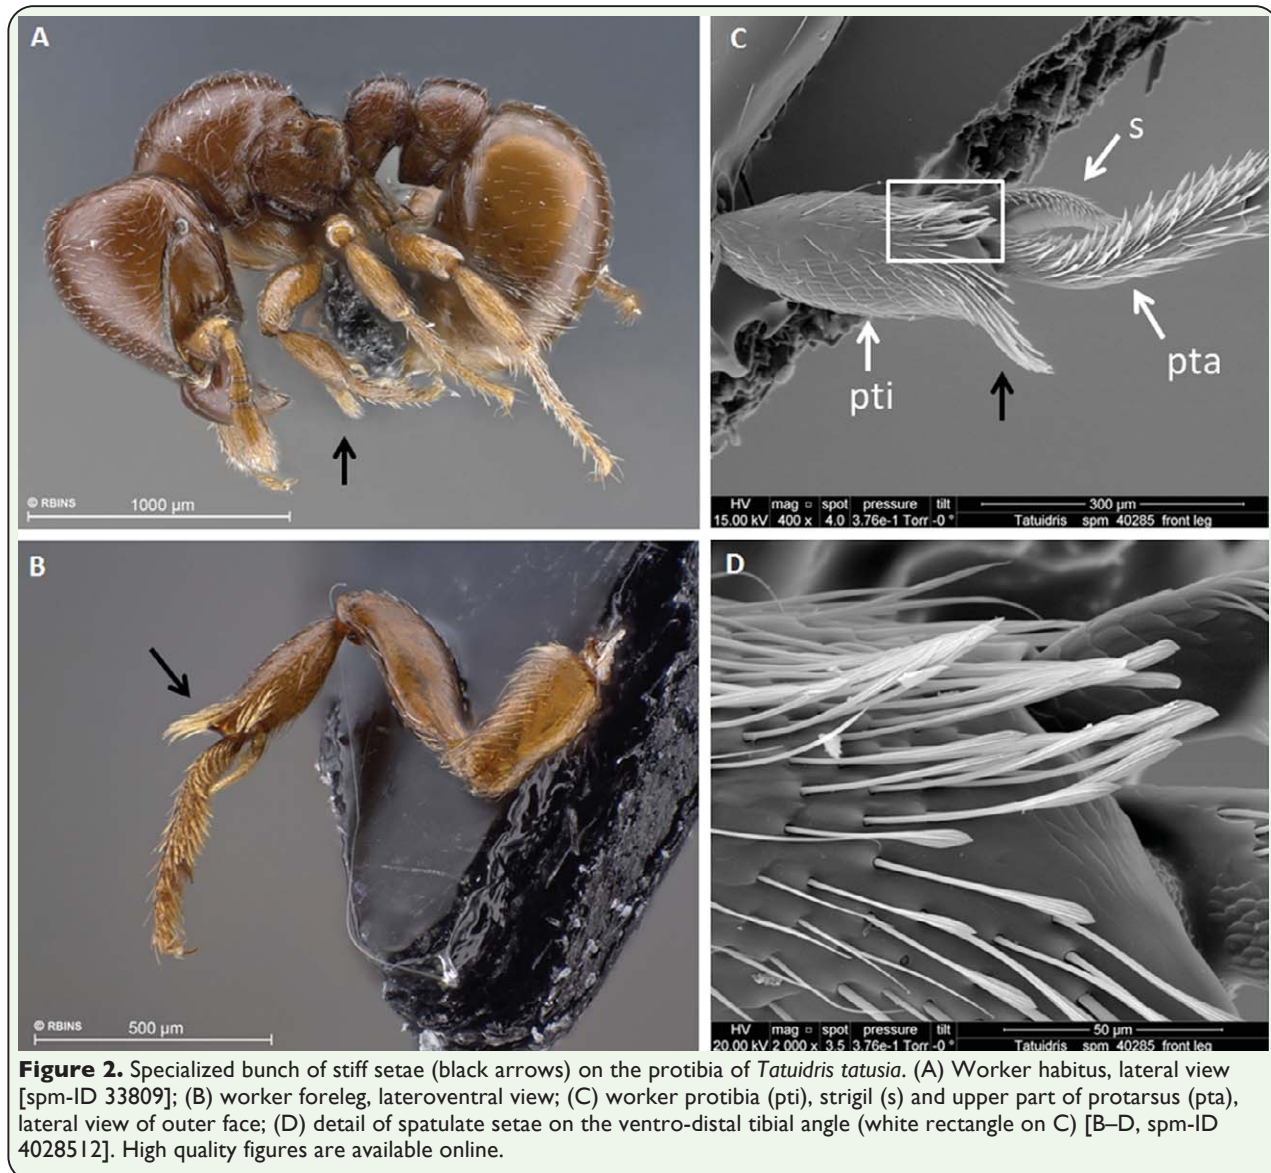 A
© RBINS
1000 µm
B
© RBINS
500 µm
C
s
pti
pta
HV mag □ spot pressure tilt 300 µm
15.00 kV 400 x 4.0 3.76e-1 Torr -0 ° Tatuidris spm 40285 front leg
D
HV mag □ spot pressure tilt 50 µm
20.00 kV 2 000 x 3.5 3.76e-1 Torr -0 ° Tatuidris spm 40285 front leg
Figure 2. Specialized bunch of stiff setae (black arrows) on the protibia of Tatuidris tatusia. (A) Worker habitus, lateral view
[spm-ID 33809]; (B) worker foreleg, lateroventral view; (C) worker protibia (pti), strigil (s) and upper part of protarsus (pta),
lateral view of outer face; (D) detail of spatulate setae on the ventro-distal tibial angle (white rectangle on C) [B–D, spm-ID
4028512]. High quality figures are available online.